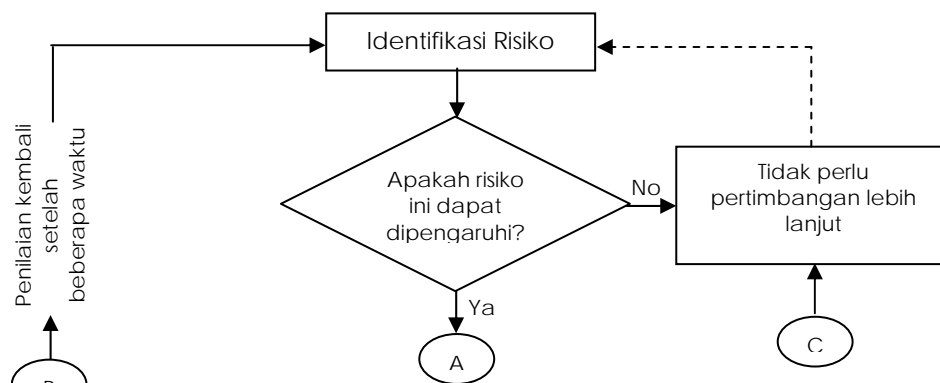 Identifikasi Risiko
Penilaian kembali
setelah
beberapa waktu
Apakah risiko
ini dapat
dipengaruhi?
No
Tidak perlu
pertimbangan lebih
lanjut
Ya
A
C